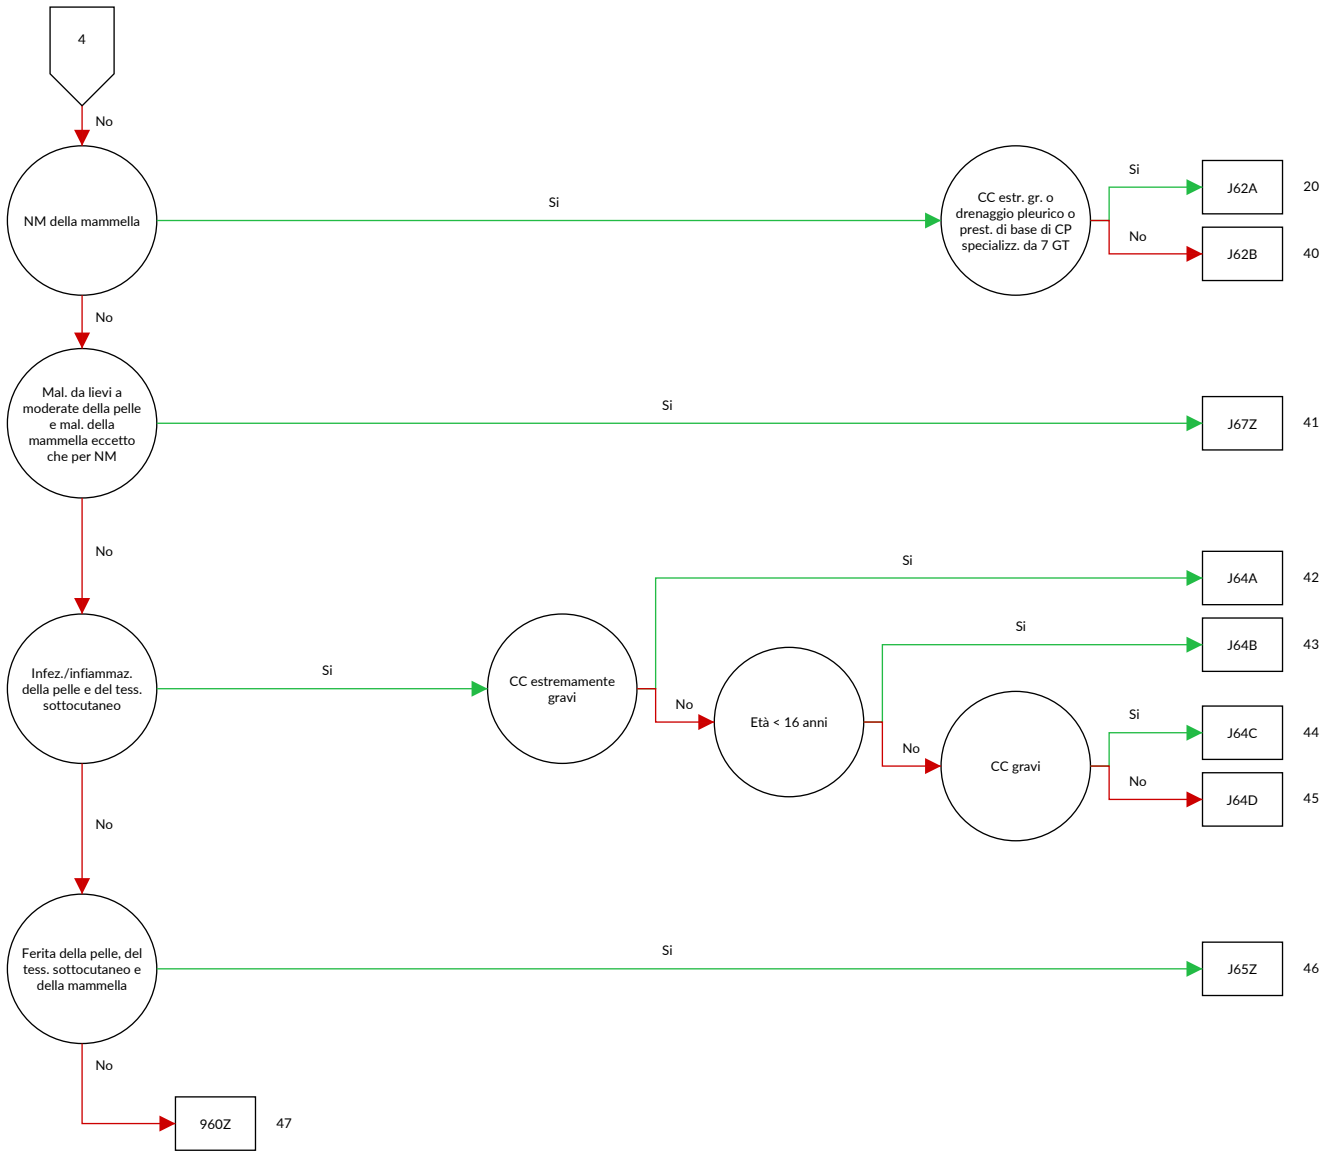 4
No
NM della mammella
Si
CC estr. gr. o
drenaggio pleurico o
prest. di base di CP
specializz. da 7 GT
Si
J62A
20
No
J62B
40
No
Mal. da lievi a
moderate della pelle
e mal. della
mammella eccetto
che per NM
Si
J67Z
41
No
Infez./infiammaz.
della pelle e del tess.
sottocutaneo
Si
CC estremamente
gravi
Si
J64A
42
No
Età < 16 anni
Si
J64B
43
No
CC gravi
Si
J64C
44
No
J64D
45
No
Ferita della pelle, del
tess. sottocutaneo e
della mammella
Si
J65Z
46
No
960Z
47